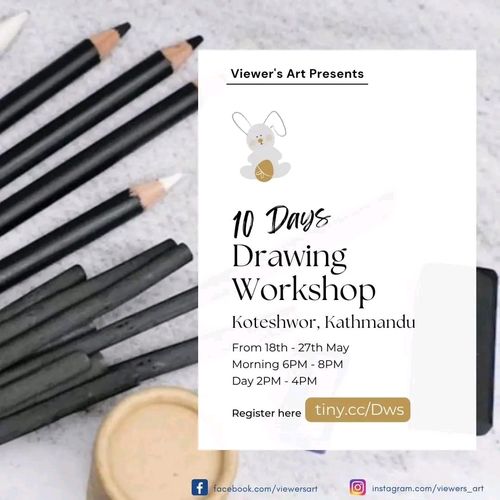 Viewer's Art Presents
10 Days
Drawing
Workshop
Koteshwor, Kathmandu
From 18th - 27th May
Morning 6PM - 8PM
Day 2PM - 4PM
Register here tiny.cc/Dws
facebook.com/viewersart
instagram.com/viewers_art